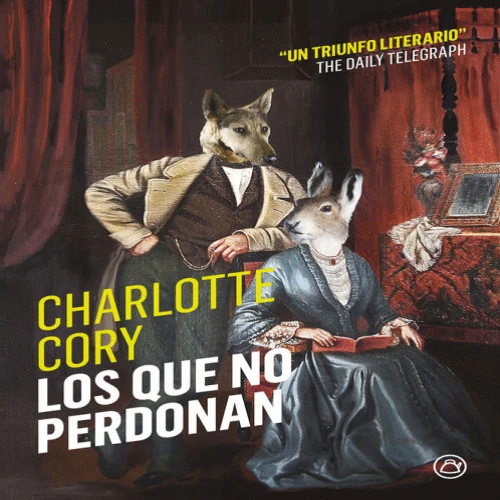 “UN TRIUNFO LITERARIO”
THE DAILY TELEGRAPH
CHARLOTTE
CORY
LOS QUE NO
PERDONAN